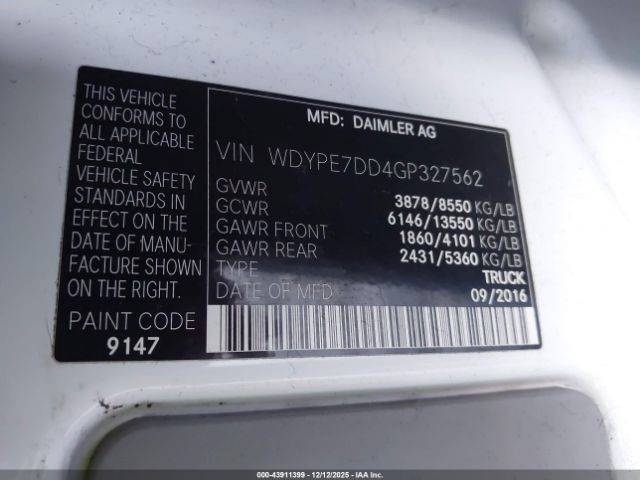 THIS VEHICLE
CONFORMS TO
ALL APPLICABLE
FEDERAL
VEHICLE SAFETY
STANDARDS IN
EFFECT ON THE
DATE OF MANU-
FACTURE SHOWN
ON THE RIGHT.
PAINT CODE
9147
MFD: DAIMLER AG
VIN WDYPE7DD4GP327562
GVWR 3878/8550 KG/LB
GCWR 6146/13550 KG/LB
GAWR FRONT 1860/4101 KG/LB
GAWR REAR 2431/5360 KG/LB
TYPE TRUCK
DATE OF MFD 09/2016
000-43911399 - 12/12/2025 - IAAI.COM